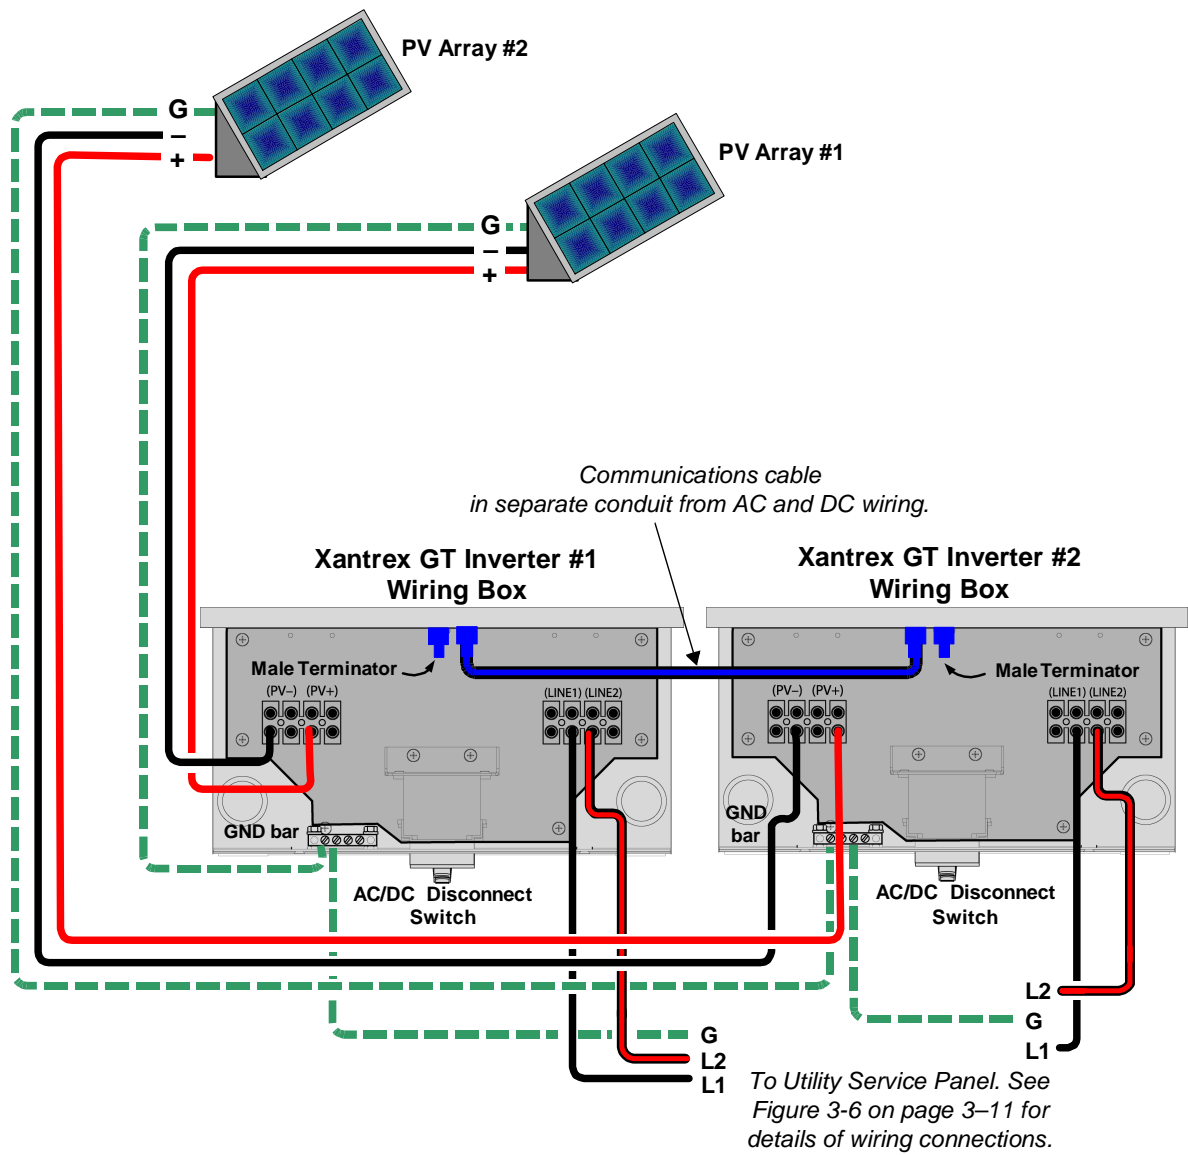 PV Array #2
G
–
+
PV Array #1
G
–
+
Communications cable
in separate conduit from AC and DC wiring.
Xantrex GT Inverter #1
Wiring Box
Xantrex GT Inverter #2
Wiring Box
Male Terminator
(PV–) (PV+)
(LINE1) (LINE2)
Male Terminator
(PV–) (PV+)
(LINE1) (LINE2)
GND bar
GND
bar
AC/DC Disconnect
Switch
AC/DC Disconnect
Switch
L2
G
L1
G
L2
L1
To Utility Service Panel. See
Figure 3-6 on page 3–11 for
details of wiring connections.